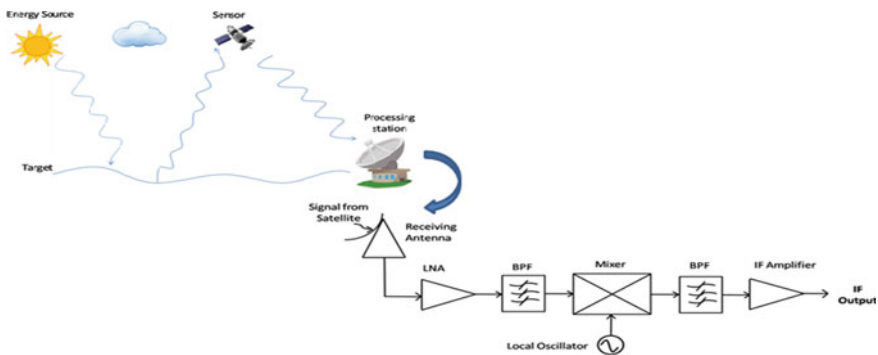 Energy Source
Sensor
Processing
station
Target
Signal from
Satellite
Receiving
Antenna
LNA
BPF
Mixer
BPF
IF Amplifier
IF
Output
Local Oscillator